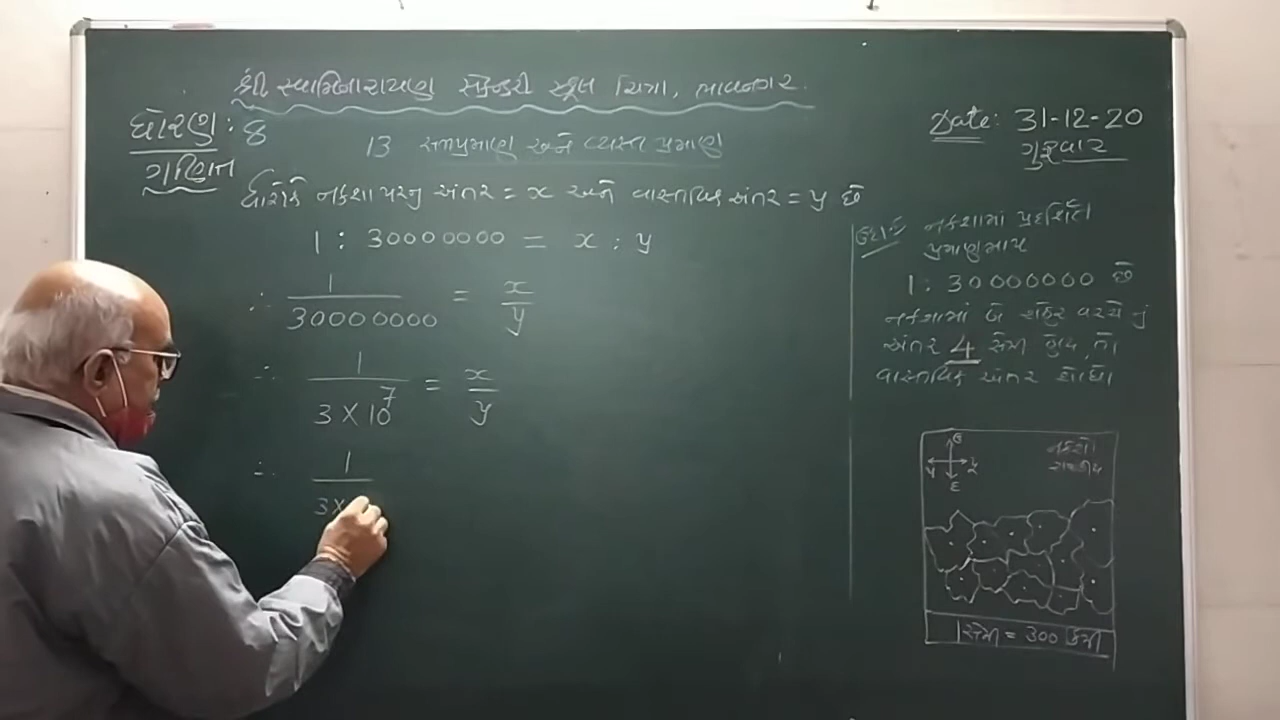 શ્રી સ્વામિનારાયણ સેકન્ડરી સ્કૂલ ચિત્રા, ભાવનગર.
ધોરણ : 8
ગણિત
13 સમપ્રમાણ અને વ્યસ્ત પ્રમાણ
Date: 31-12-20
ગુરૂવાર
ધારોકે નકશા પરનુ અંતર = x અને વાસ્તવિક અંતર = y છે
1 : 30000000 = x : y
∴ 1/30000000 = x/y
∴ 1/3×10^7 = x/y
∴ 1/3×
નકશામાં પ્રદર્શિત
પ્રમાણમાપ
1 : 30000000 છે
નકશામાં બે શહેર વચ્ચે નું
અંતર 4 સેમી હોય, તો
વાસ્તવિક અંતર શોધો
નકશો
1 સેમી = 300 કિમી